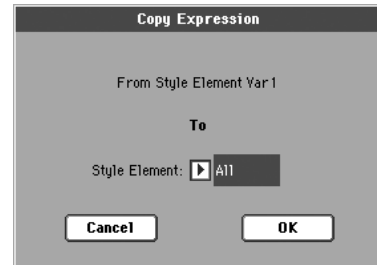 Copy Expression
From Style Element Var1
To
Style Element: All
Cancel OK